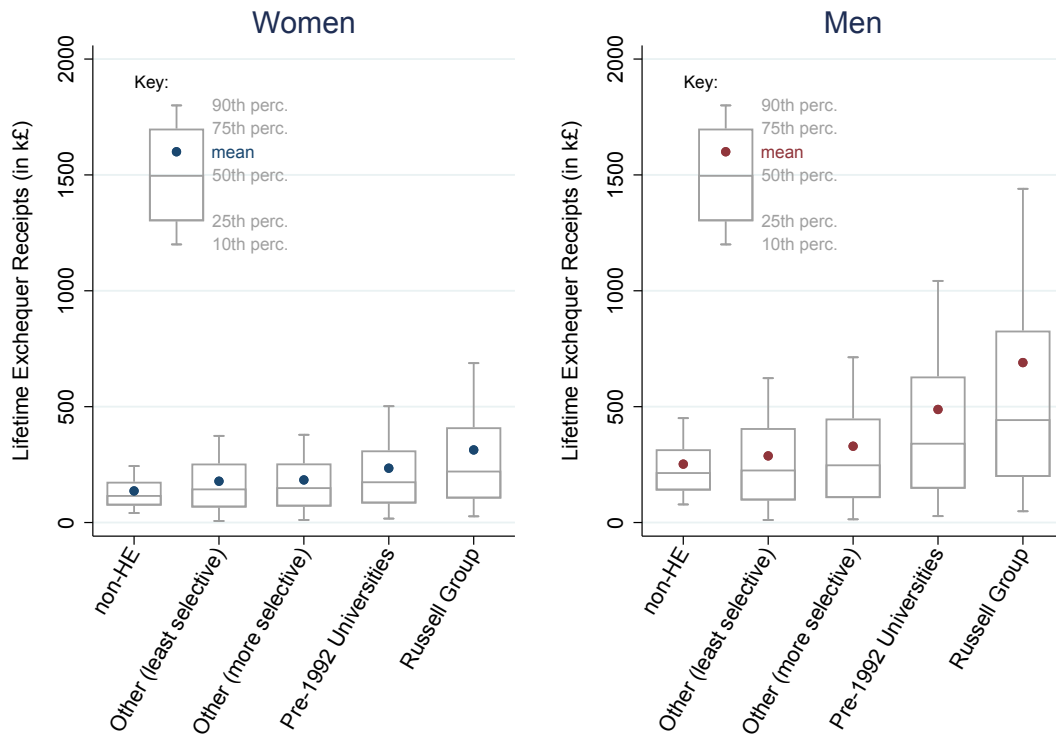 Women
Lifetime Exchequer Receipts (in k£)
2000
1500
1000
500
0
Key:
90th perc.
75th perc.
mean
50th perc.
25th perc.
10th perc.
non-HE
Other (least selective)
Other (more selective)
Pre-1992 Universities
Russell Group
Men
Lifetime Exchequer Receipts (in k£)
2000
1500
1000
500
0
Key:
90th perc.
75th perc.
mean
50th perc.
25th perc.
10th perc.
non-HE
Other (least selective)
Other (more selective)
Pre-1992 Universities
Russell Group